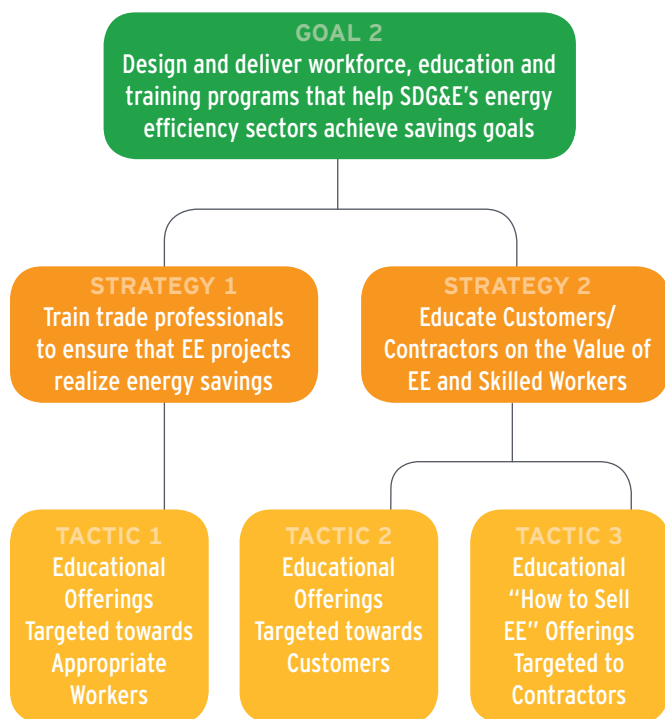 GOAL 2
Design and deliver workforce, education and
training programs that help SDG&E's energy
efficiency sectors achieve savings goals
STRATEGY 1
Train trade professionals
to ensure that EE projects
realize energy savings
STRATEGY 2
Educate Customers/
Contractors on the Value of
EE and Skilled Workers
TACTIC 1
Educational
Offerings
Targeted towards
Appropriate
Workers
TACTIC 2
Educational
Offerings
Targeted towards
Customers
TACTIC 3
Educational
“How to Sell
EE” Offerings
Targeted to
Contractors